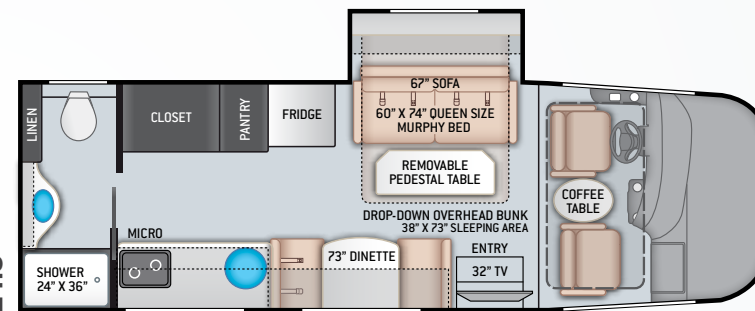 LINEN
CLOSET
PANTRY
FRIDGE
67" SOFA
60" X 74" QUEEN SIZE
MURPHY BED
REMOVABLE
PEDESTAL TABLE
COFFEE
TABLE
DROP-DOWN OVERHEAD BUNK
38" X 73" SLEEPING AREA
MICRO
SHOWER
24" X 36"
73" DINETTE
ENTRY
32" TV